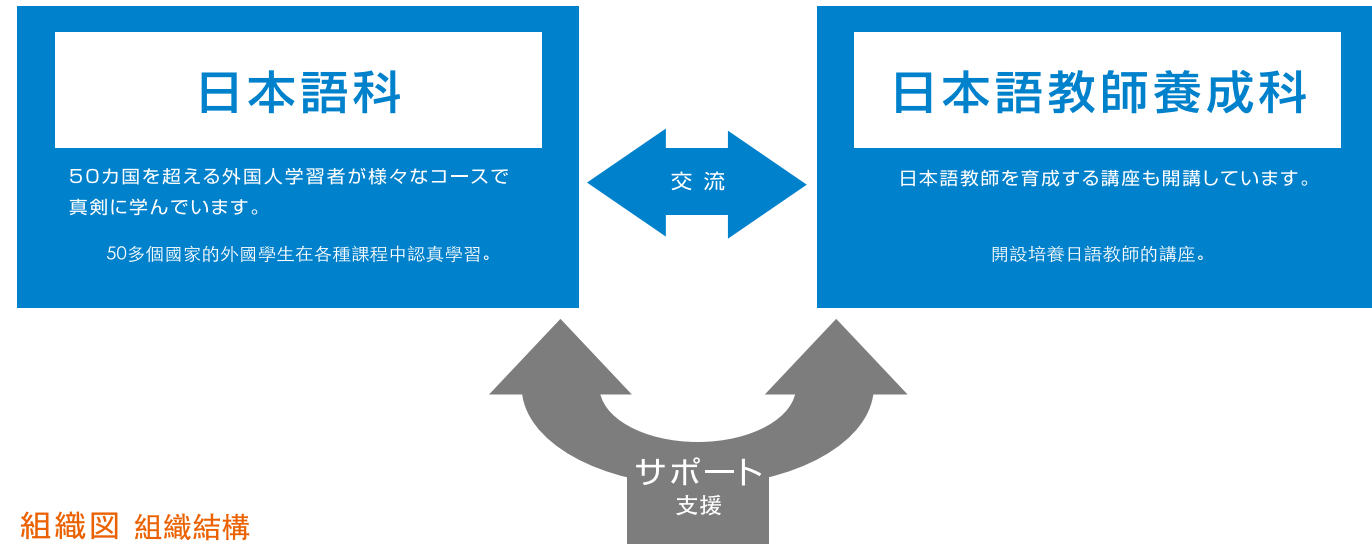 日本語科
50カ国を超える外国人学習者が様々なコースで
真剣に学んでいます。
50多個國家的外國學生在各種課程中認真學習。
交流
日本語教師養成科
日本語教師を育成する講座も開講しています。
開設培養日語教師的講座。
サポート
支援
組織図 組織結構